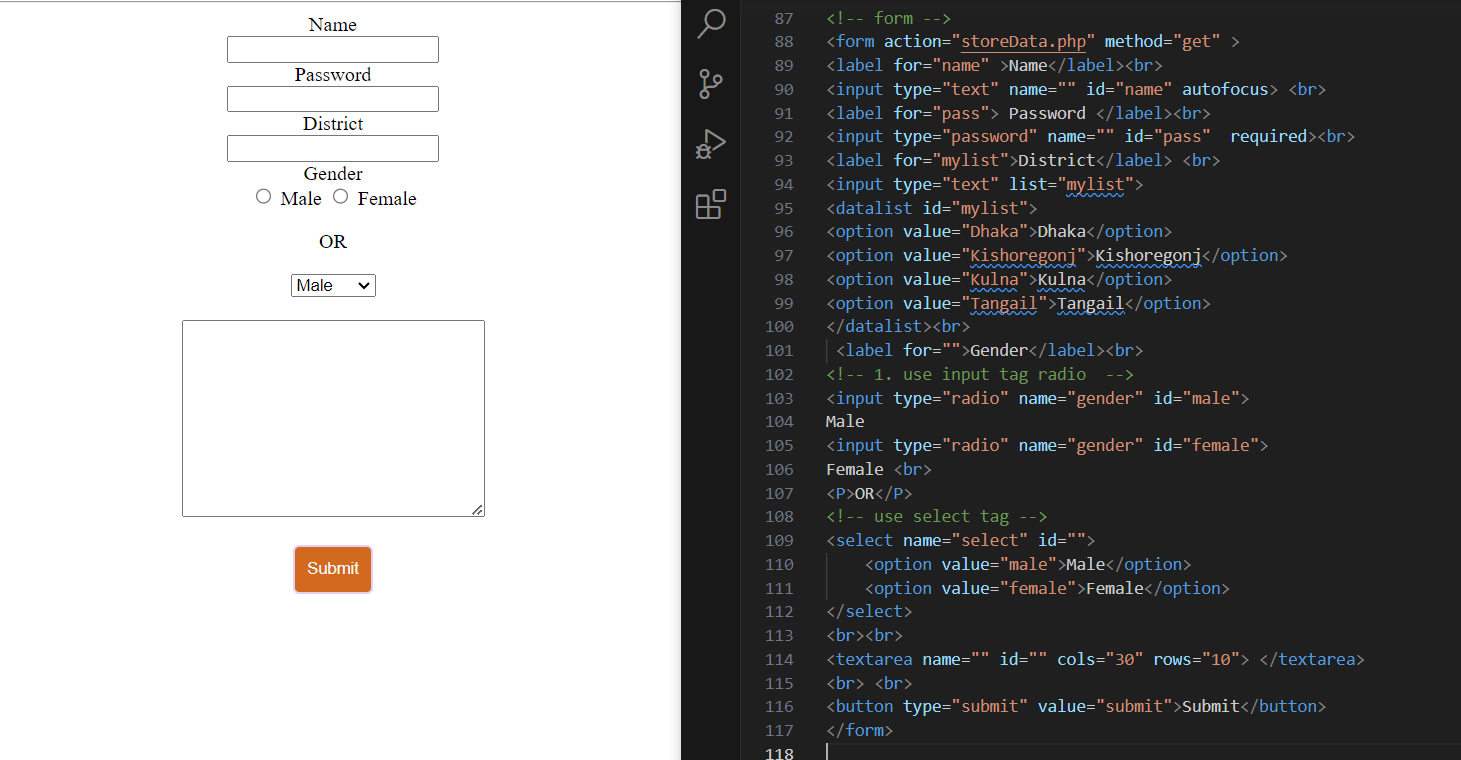 Name
Password
District
Gender
Male Female
OR
Male
Submit
87 <!-- form -->
88 <form action="storeData.php" method="get" >
89 <label for="name" >Name</label><br>
90 <input type="text" name="" id="name" autofocus> <br>
91 <label for="pass"> Password </label><br>
92 <input type="password" name="" id="pass"  required><br>
93 <label for="mylist">District</label> <br>
94 <input type="text" list="mylist">
95 <datalist id="mylist">
96 <option value="Dhaka">Dhaka</option>
97 <option value="Kishoregonj">Kishoregonj</option>
98 <option value="Kulna">Kulna</option>
99 <option value="Tangail">Tangail</option>
100 </datalist><br>
101  <label for="">Gender</label><br>
102 <!-- 1. use input tag radio  -->
103 <input type="radio" name="gender" id="male">
104 Male
105 <input type="radio" name="gender" id="female">
106 Female <br>
107 <P>OR</P>
108 <!-- use select tag -->
109 <select name="select" id="">
110     <option value="male">Male</option>
111     <option value="female">Female</option>
112 </select>
113 <br><br>
114 <textarea name="" id="" cols="30" rows="10"> </textarea>
115 <br> <br>
116 <button type="submit" value="submit">Submit</button>
117 </form>
118